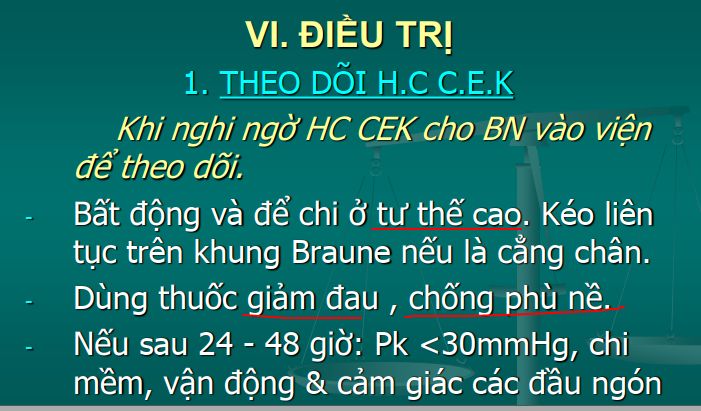 VI. ĐIỀU TRỊ
1. THEO DÕI H.C C.E.K
Khi nghi ngờ HC CEK cho BN vào viện
để theo dõi.
- Bất động và để chi ở tư thế cao. Kéo liên
tục trên khung Braune nếu là cẳng chân.
- Dùng thuốc giảm đau , chống phù nề.
- Nếu sau 24 - 48 giờ: Pk <30mmHg, chi
mềm, vận động & cảm giác các đầu ngón